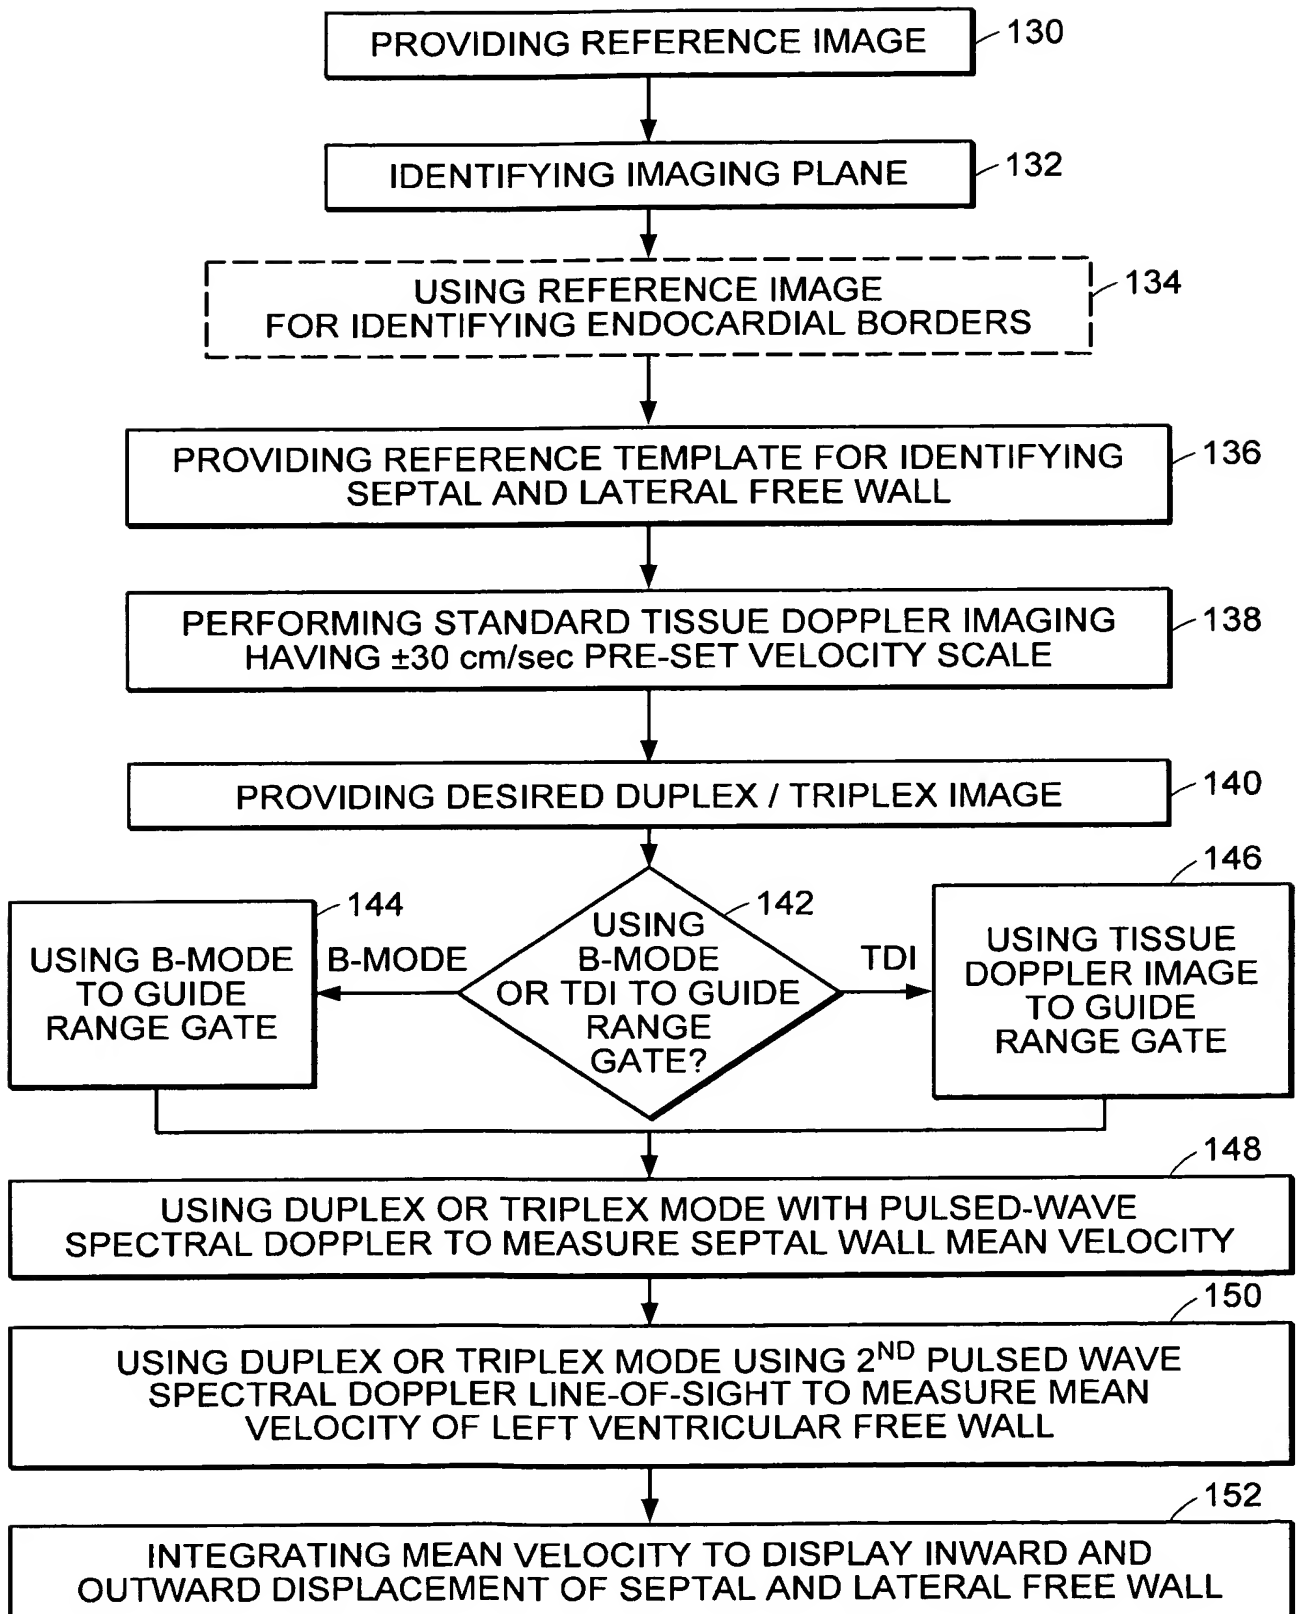 PROVIDING REFERENCE IMAGE
130
IDENTIFYING IMAGING PLANE
132
USING REFERENCE IMAGE
FOR IDENTIFYING ENDOCARDIAL BORDERS
134
PROVIDING REFERENCE TEMPLATE FOR IDENTIFYING
SEPTAL AND LATERAL FREE WALL
136
PERFORMING STANDARD TISSUE DOPPLER IMAGING
HAVING ±30 cm/sec PRE-SET VELOCITY SCALE
138
PROVIDING DESIRED DUPLEX / TRIPLEX IMAGE
140
144
USING B-MODE
TO GUIDE
RANGE GATE
B-MODE
142
USING
B-MODE
OR TDI TO GUIDE
RANGE
GATE?
TDI
146
USING TISSUE
DOPPLER IMAGE
TO GUIDE
RANGE GATE
148
USING DUPLEX OR TRIPLEX MODE WITH PULSED-WAVE
SPECTRAL DOPPLER TO MEASURE SEPTAL WALL MEAN VELOCITY
150
USING DUPLEX OR TRIPLEX MODE USING 2ND PULSED WAVE
SPECTRAL DOPPLER LINE-OF-SIGHT TO MEASURE MEAN
VELOCITY OF LEFT VENTRICULAR FREE WALL
152
INTEGRATING MEAN VELOCITY TO DISPLAY INWARD AND
OUTWARD DISPLACEMENT OF SEPTAL AND LATERAL FREE WALL